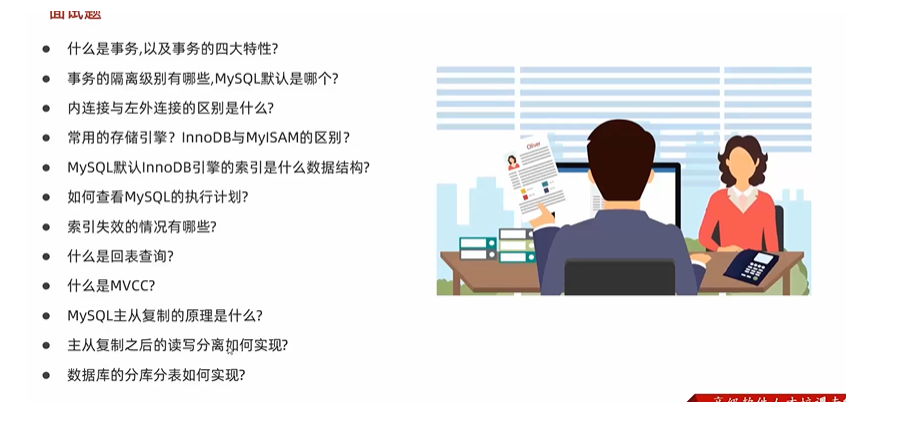 面试题
什么是事务,以及事务的四大特性?
事务的隔离级别有哪些,MySQL默认是哪个?
内连接与左外连接的区别是什么?
常用的存储引擎？InnoDB与MyISAM的区别？
MySQL默认InnoDB引擎的索引是什么数据结构?
如何查看MySQL的执行计划?
索引失效的情况有哪些?
什么是回表查询?
什么是MVCC?
MySQL主从复制的原理是什么?
主从复制之后的读写分离如何实现?
数据库的分库分表如何实现?
Oliver